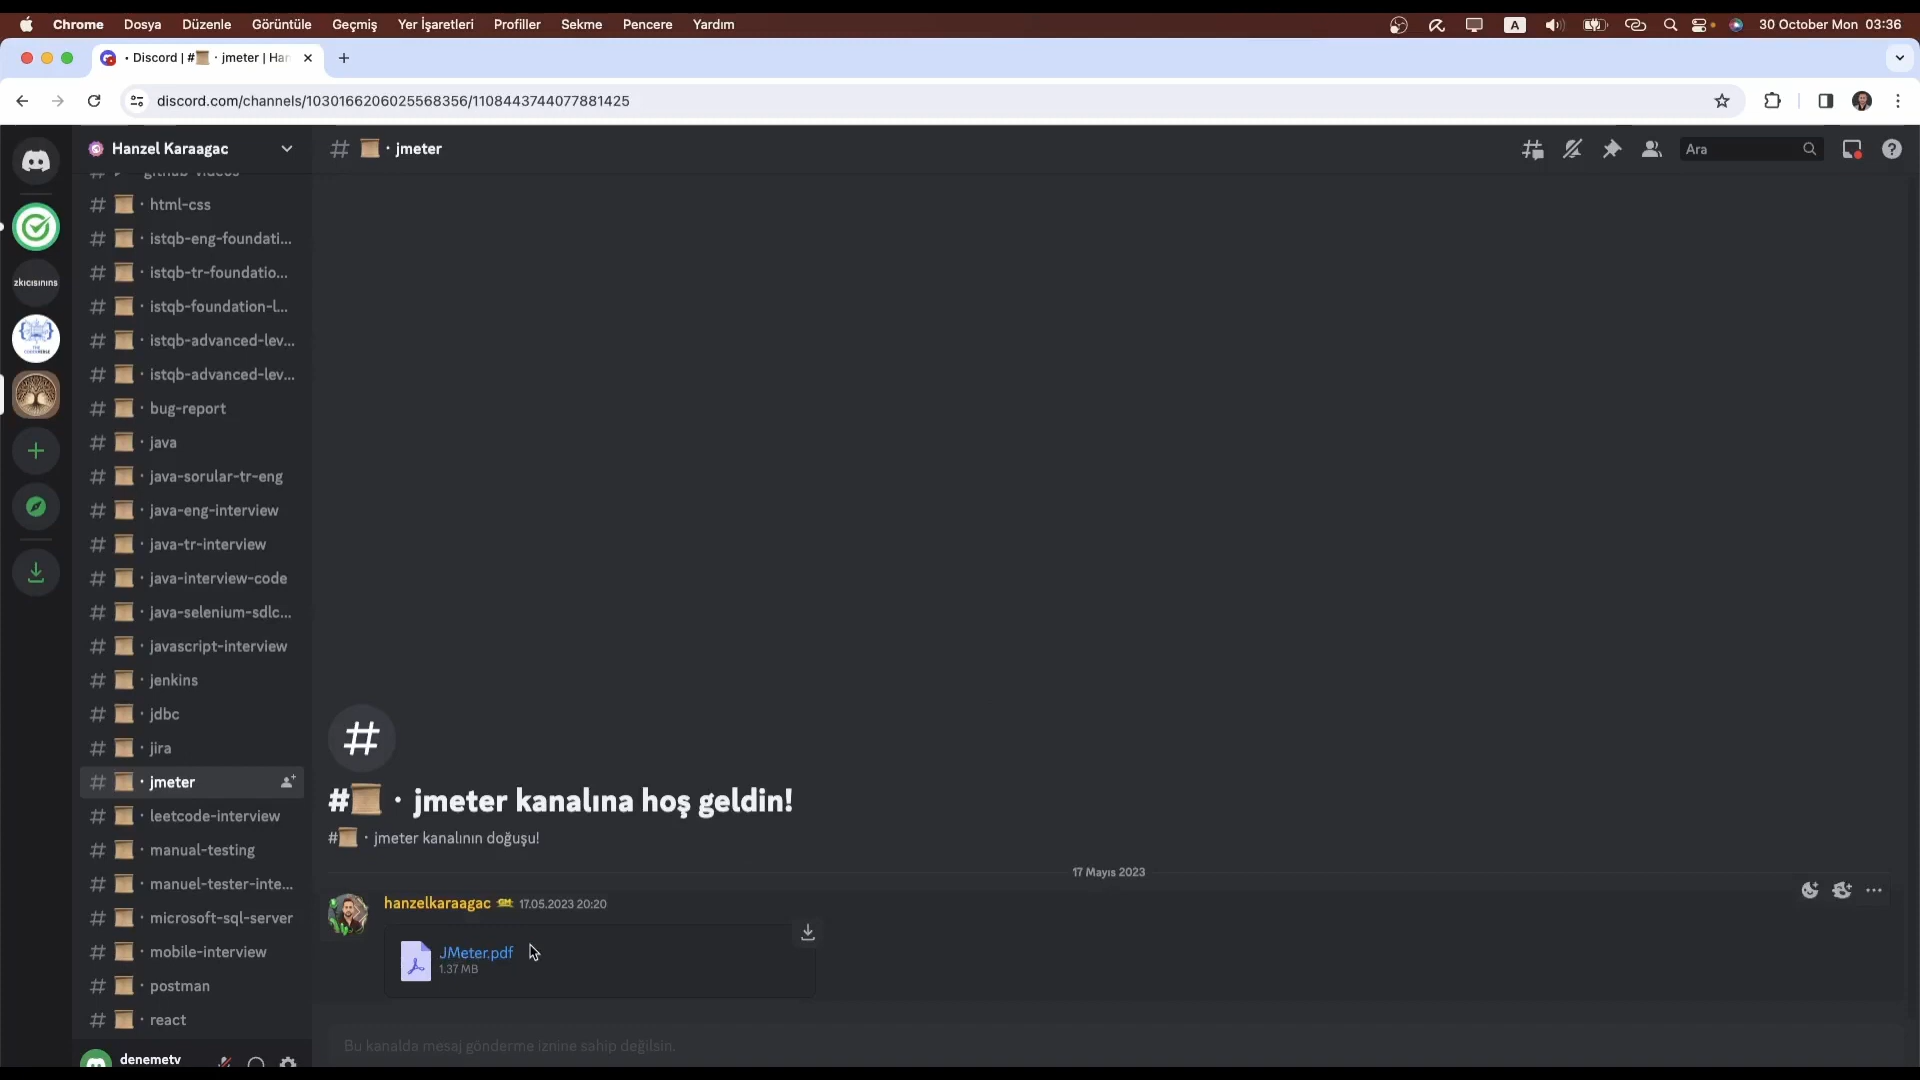 Chrome Dosya Düzenle Görüntüle Geçmiş Yer İşaretleri Profiller Sekme Pencere Yardım A 30 October Mon 03:36
• Discord | # · jmeter | Han
discord.com/channels/1030166206025568356/1108443744077881425
Hanzel Karaagac
# · jmeter
Ara
# github-videos
# · html-css
# · istqb-eng-foundati...
# · istqb-tr-foundatio...
zkıcısınıns
# · istqb-foundation-l...
# · istqb-advanced-lev...
# · istqb-advanced-lev...
# · bug-report
# · java
# · java-sorular-tr-eng
# · java-eng-interview
# · java-tr-interview
# · java-interview-code
# · java-selenium-sdlc...
# · javascript-interview
# · jenkins
# · jdbc
# · jira
# · jmeter
# · leetcode-interview
# · manual-testing
# · manuel-tester-inte...
# · microsoft-sql-server
# · mobile-interview
# · postman
# · react
denemetv
#
# · jmeter kanalına hoş geldin!
# · jmeter kanalının doğuşu!
17 Mayıs 2023
hanzelkaraagac 17.05.2023 20:20
JMeter.pdf
1.37 MB
Bu kanalda mesaj gönderme iznine sahip değilsin.